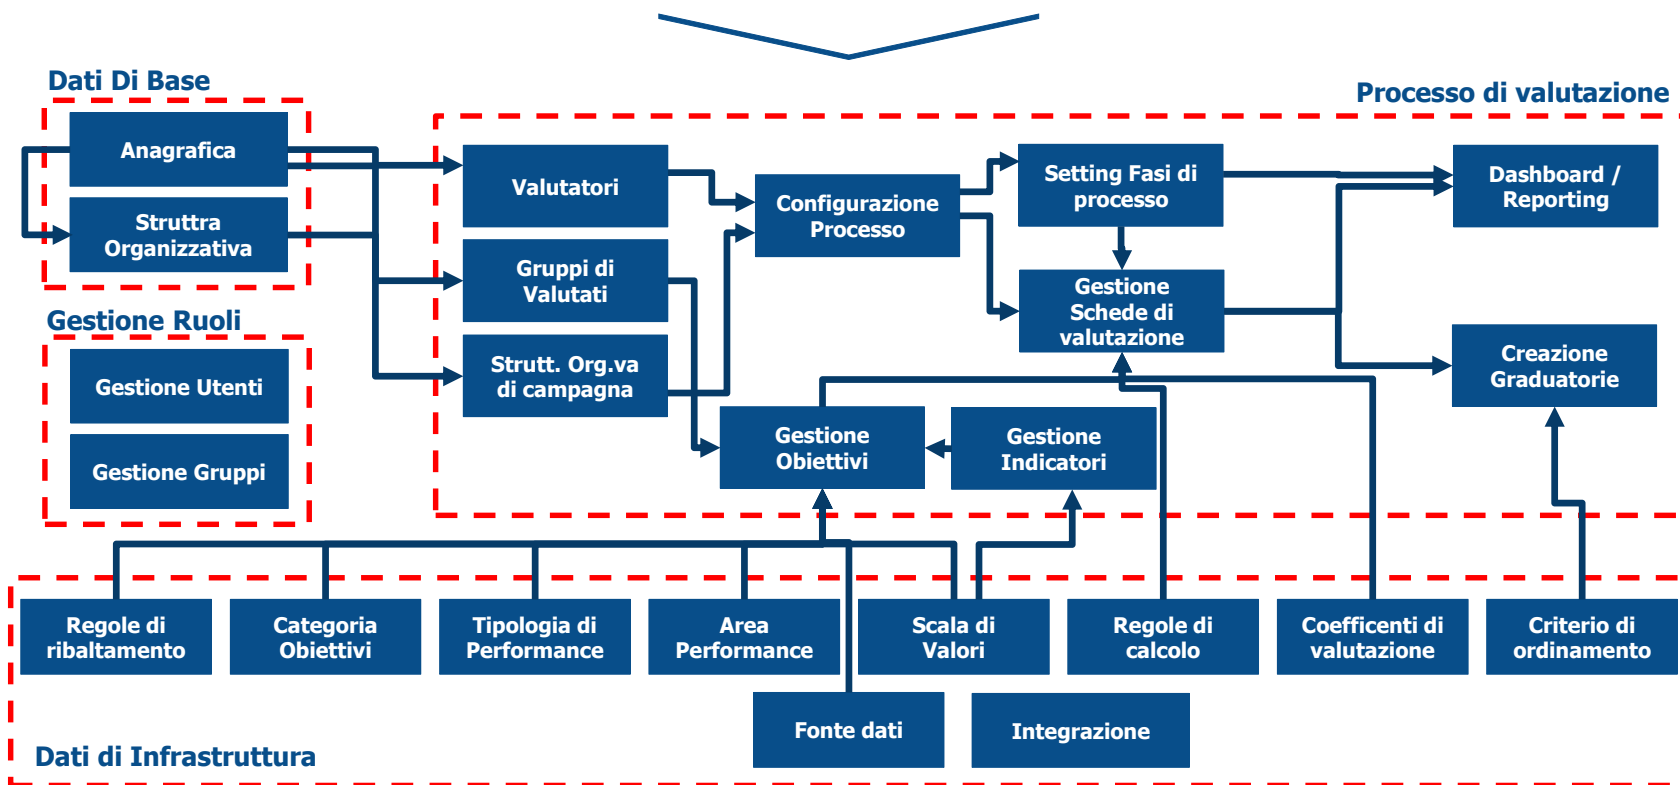 Dati Di Base
Processo di valutazione
Anagrafica
Struttra
Organizzativa
Gestione Ruoli
Gestione Utenti
Gestione Gruppi
Valutatori
Gruppi di
Valutati
Strutt. Org.va
di campagna
Configurazione
Processo
Setting Fasi di
processo
Gestione
Schede di
valutazione
Dashboard /
Reporting
Creazione
Graduatorie
Gestione
Obiettivi
Gestione
Indicatori
Regole di
ribaltamento
Categoria
Obiettivi
Tipologia di
Performance
Area
Performance
Scala di
Valori
Regole di
calcolo
Coefficenti di
valutazione
Criterio di
ordinamento
Fonte dati
Integrazione
Dati di Infrastruttura